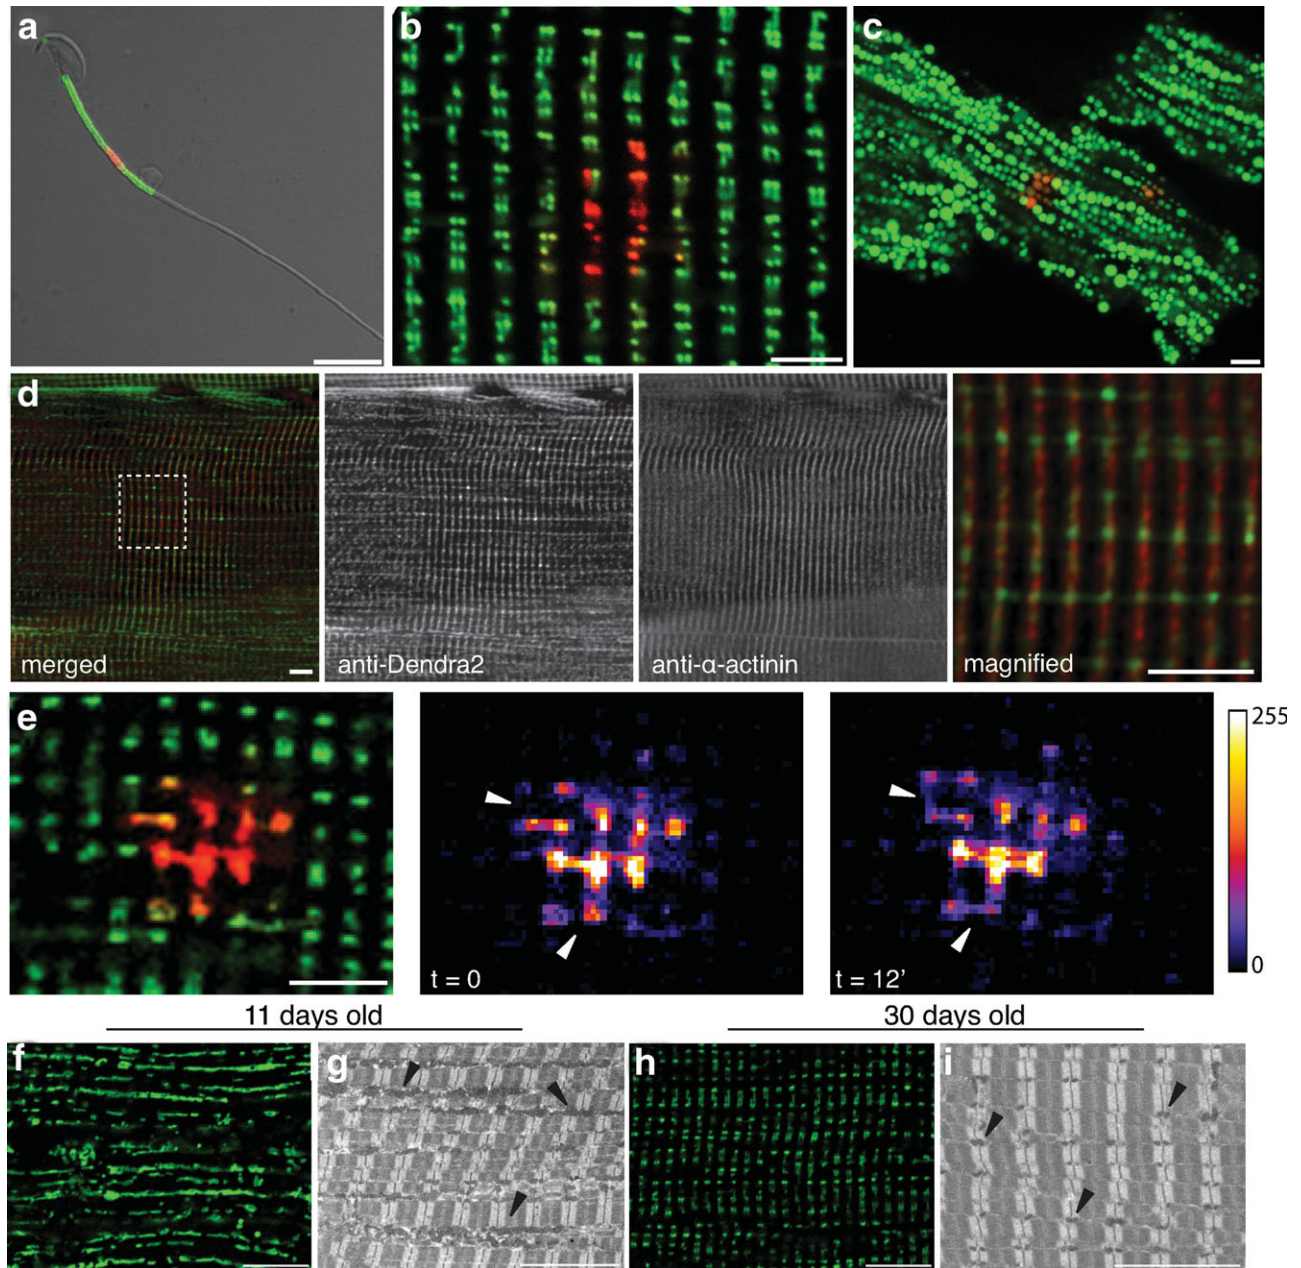 a
b
c
d
merged
anti-Dendra2
anti-α-actinin
magnified
e
t = 0
t = 12’
255
0
11 days old
30 days old
f
g
h
i